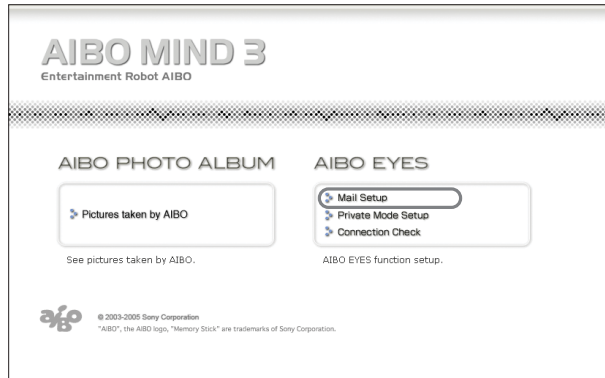 AIBO MIND 3
Entertainment Robot AIBO
AIBO PHOTO ALBUM
Pictures taken by AIBO
See pictures taken by AIBO.
AIBO EYES
Mail Setup
Private Mode Setup
Connection Check
AIBO EYES function setup.
aibo
© 2003-2005 Sony Corporation
"AIBO", the AIBO logo, "Memory Stick" are trademarks of Sony Corporation.